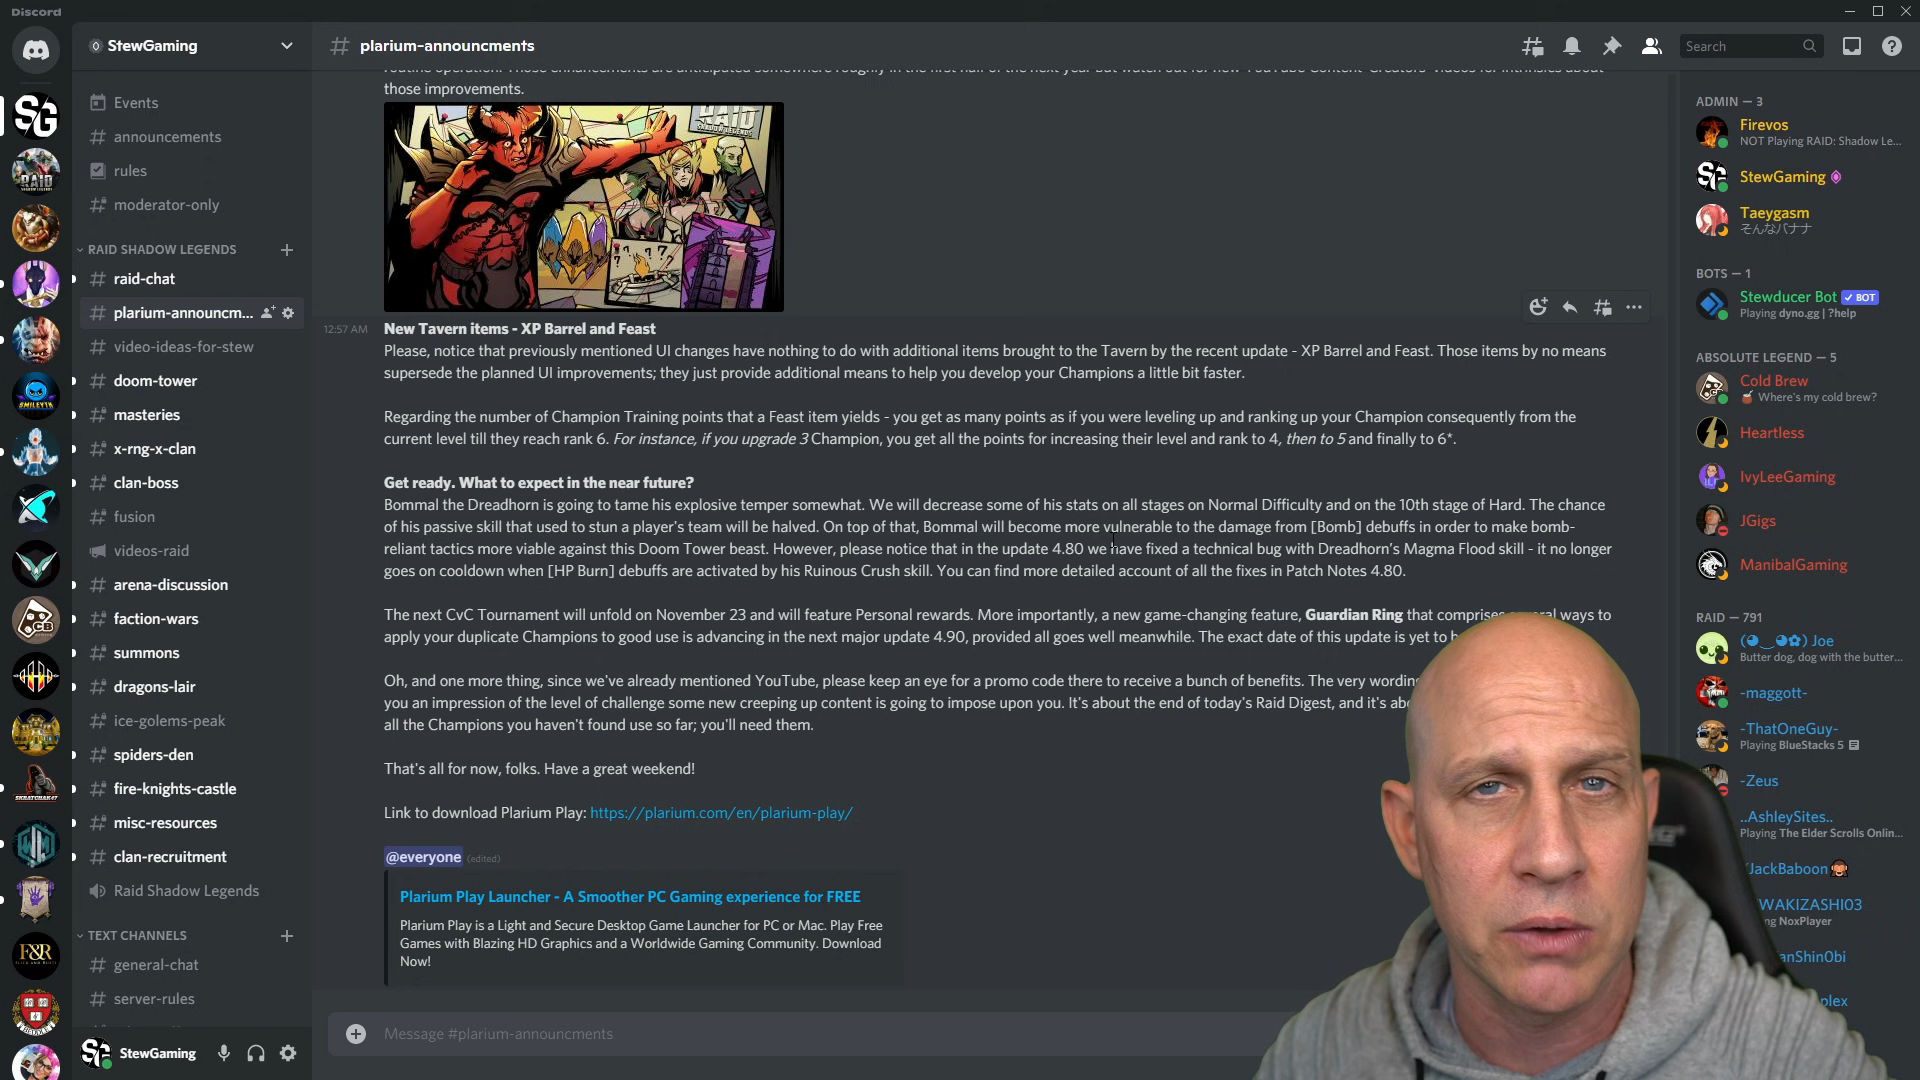 Discord
StewGaming
Events
announcements
rules
moderator-only
RAID SHADOW LEGENDS
raid-chat
plarium-announcm...
video-ideas-for-stew
doom-tower
masteries
x-rng-x-clan
clan-boss
fusion
videos-raid
arena-discussion
faction-wars
summons
dragons-lair
ice-golems-peak
spiders-den
fire-knights-castle
misc-resources
clan-recruitment
Raid Shadow Legends
TEXT CHANNELS
general-chat
server-rules
StewGaming
plarium-announcments
Search
those improvements.
RAID
SHADOW LEGENDS
12:57 AM
New Tavern items - XP Barrel and Feast
Please, notice that previously mentioned UI changes have nothing to do with additional items brought to the Tavern by the recent update - XP Barrel and Feast. Those items by no means
supersede the planned UI improvements; they just provide additional means to help you develop your Champions a little bit faster.
Regarding the number of Champion Training points that a Feast item yields - you get as many points as if you were leveling up and ranking up your Champion consequently from the
current level till they reach rank 6. For instance, if you upgrade 3 Champion, you get all the points for increasing their level and rank to 4, then to 5 and finally to 6*.
Get ready. What to expect in the near future?
Bommal the Dreadhorn is going to tame his explosive temper somewhat. We will decrease some of his stats on all stages on Normal Difficulty and on the 10th stage of Hard. The chance
of his passive skill that used to stun a player's team will be halved. On top of that, Bommal will become more vulnerable to the damage from [Bomb] debuffs in order to make bomb-
reliant tactics more viable against this Doom Tower beast. However, please notice that in the update 4.80 we have fixed a technical bug with Dreadhorn's Magma Flood skill - it no longer
goes on cooldown when [HP Burn] debuffs are activated by his Ruinous Crush skill. You can find more detailed account of all the fixes in Patch Notes 4.80.
The next CvC Tournament will unfold on November 23 and will feature Personal rewards. More importantly, a new game-changing feature, Guardian Ring that comprises several ways to
apply your duplicate Champions to good use is advancing in the next major update 4.90, provided all goes well meanwhile. The exact date of this update is yet to
Oh, and one more thing, since we've already mentioned YouTube, please keep an eye for a promo code there to receive a bunch of benefits. The very
you an impression of the level of challenge some new creeping up content is going to impose upon you. It's about the end of today's Raid Digest, and it's
all the Champions you haven't found use so far; you'll need them.
That's all for now, folks. Have a great weekend!
Link to download Plarium Play: https://plarium.com/en/plarium-play/
@everyone (edited)
Plarium Play Launcher - A Smoother PC Gaming experience for FREE
Plarium Play is a Light and Secure Desktop Game Launcher for PC or Mac. Play Free
Games with Blazing HD Graphics and a Worldwide Gaming Community. Download
Now!
Message #plarium-announcments
ADMIN — 3
Firevos
NOT Playing RAID: Shadow Le...
StewGaming
Taeygasm
そんなバナナ
BOTS — 1
Stewducer Bot BOT
Playing dyno.gg | ?help
ABSOLUTE LEGEND — 5
Cold Brew
Where's my cold brew?
Heartless
IvyLeeGaming
JGigs
ManibalGaming
RAID — 791
Joe
Butter dog, dog with the butter...
-maggott-
-ThatOneGuy-
Playing BlueStacks 5
-Zeus
..AshleySites..
Playing The Elder Scrolls Onlin...
JackBaboon
WAKIZASHI03
NoxPlayer
anShin0bi
plex
SG
RAID
SMILEYTK
CB
HH
SKRATCHAK47
F&R